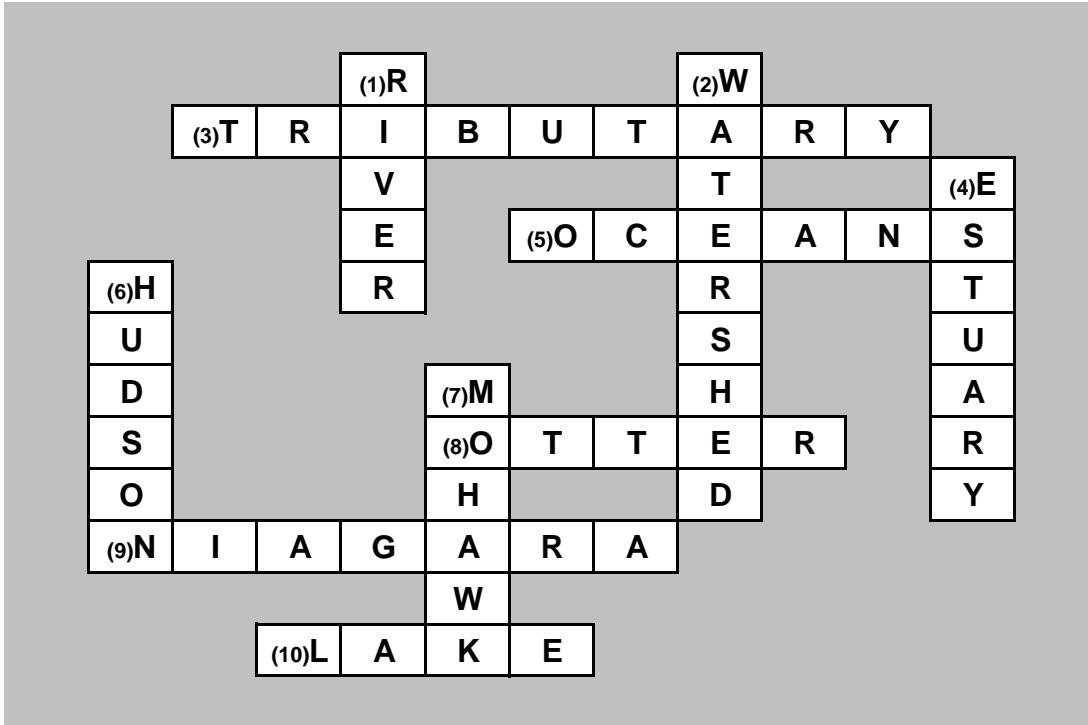 (1)R (2)W
(3)T R I B U T A R Y
V T (4)E
E (5)O C E A N S
(6)H R R T
U S U
D (7)M H A
S (8)O T T E R R
O H D Y
(9)N I A G A R A
W
(10)L A K E